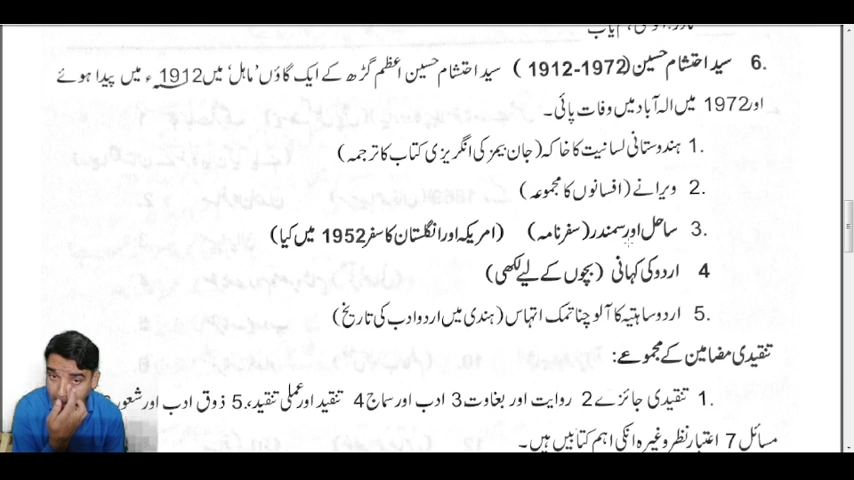 6. سید احتشام حسین (1972-1912) سید احتشام حسین اعظم گڑھ کے ایک گاؤں 'ماہل' میں 1912ء میں پیدا ہوئے
اور 1972 میں الہ آباد میں وفات پائی۔
1. ہندوستانی لسانیت کا خاکہ (جان بیمز کی انگریزی کتاب کا ترجمہ)
2. ویرانے (افسانوں کا مجموعہ)
3. ساحل اور سمندر (سفرنامہ) (امریکہ اور انگلستان کا سفر 1952 میں کیا)
4 اردو کی کہانی (بچوں کے لیے لکھی)
5. اردو ساہتیہ کا آلوچناتمک اتہاس (ہندی میں اردو ادب کی تاریخ)
تنقیدی مضامین کے مجموعے:
1. تنقیدی جائزے 2 روایت اور بغاوت 3 ادب اور سماج 4 تنقید اور عملی تنقید، 5 ذوق ادب اور شعور
مسائل 7 اعتبار نظر وغیرہ انکی اہم کتابیں ہیں۔